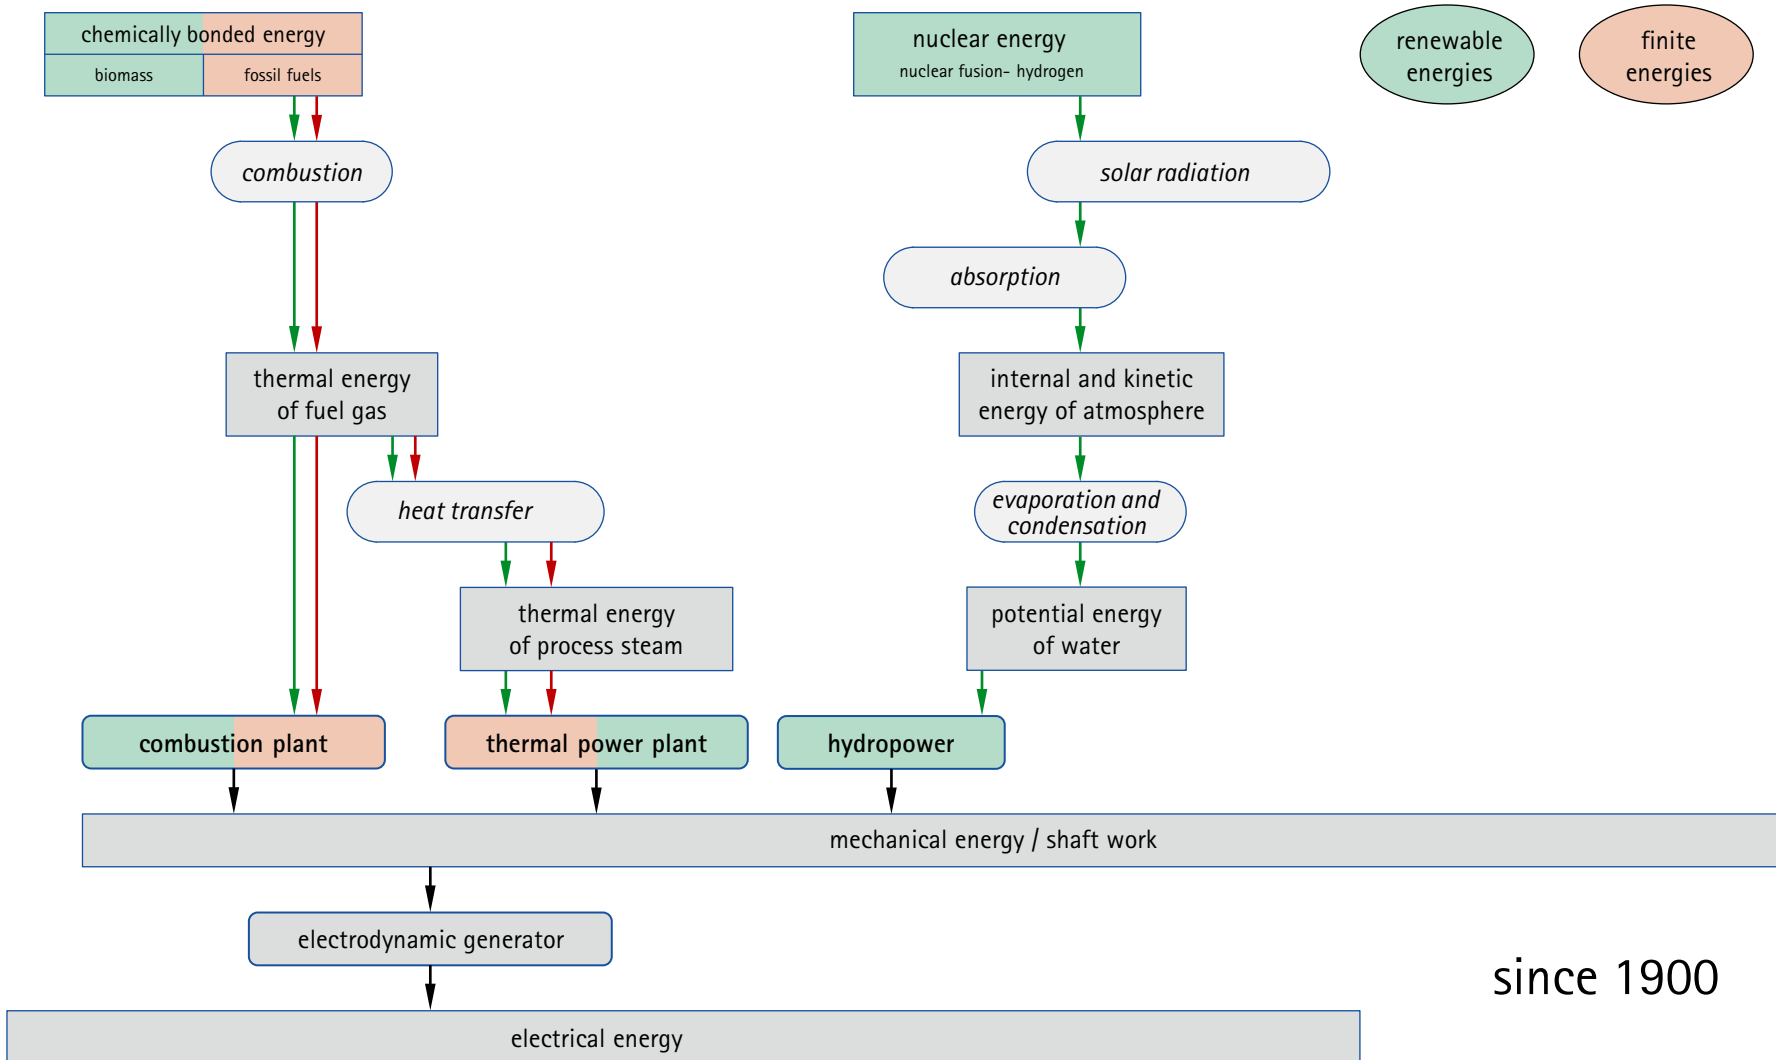 chemically bonded energy
biomass
fossil fuels
nuclear energy
nuclear fusion- hydrogen
renewable
energies
finite
energies
combustion
solar radiation
absorption
thermal energy
of fuel gas
internal and kinetic
energy of atmosphere
heat transfer
evaporation and
condensation
thermal energy
of process steam
potential energy
of water
combustion plant
thermal power plant
hydropower
mechanical energy / shaft work
electrodynamic generator
since 1900
electrical energy